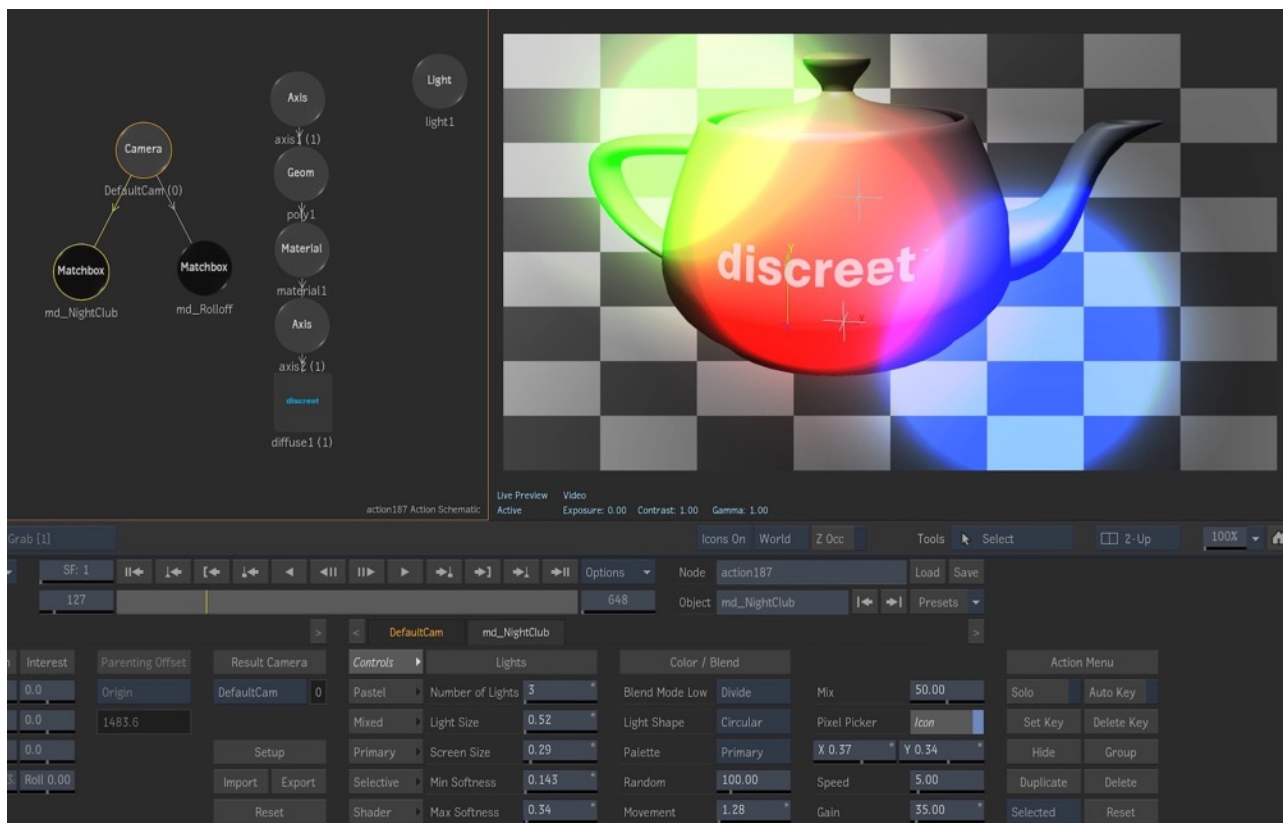 Light
light1
Axis
axis1 (1)
Camera
DefaultCam (0)
Geom
poly1
Matchbox
md_NightClub
Matchbox
md_Rolloff
Material
material1
Axis
axis2 (1)
discreet
diffuse1 (1)
action187 Action Schematic
discreet
y
x
Live Preview Video
Active Exposure: 0.00 Contrast: 1.00 Gamma: 1.00
Grab [1] Icons On World Z Occ Tools Select 2-Up 100%
SF: 1 Options Node action187 Load Save
127 648 Object md_NightClub Presets
> < DefaultCam md_NightClub >
Interest Parenting Offset Result Camera Controls Lights Color / Blend Action Menu
0.0 Origin DefaultCam 0 Pastel Number of Lights 3 Blend Mode Low Divide Mix 50.00 Solo Auto Key
0.0 1483.6 Mixed Light Size 0.52 Light Shape Circular Pixel Picker Icon Set Key Delete Key
0.0 Setup Primary Screen Size 0.29 Palette Primary X 0.37 Y 0.34 Hide Group
Roll 0.00 Import Export Selective Min Softness 0.143 Random 100.00 Speed 5.00 Duplicate Delete
Reset Shader Max Softness 0.34 Movement 1.28 Gain 35.00 Selected Reset